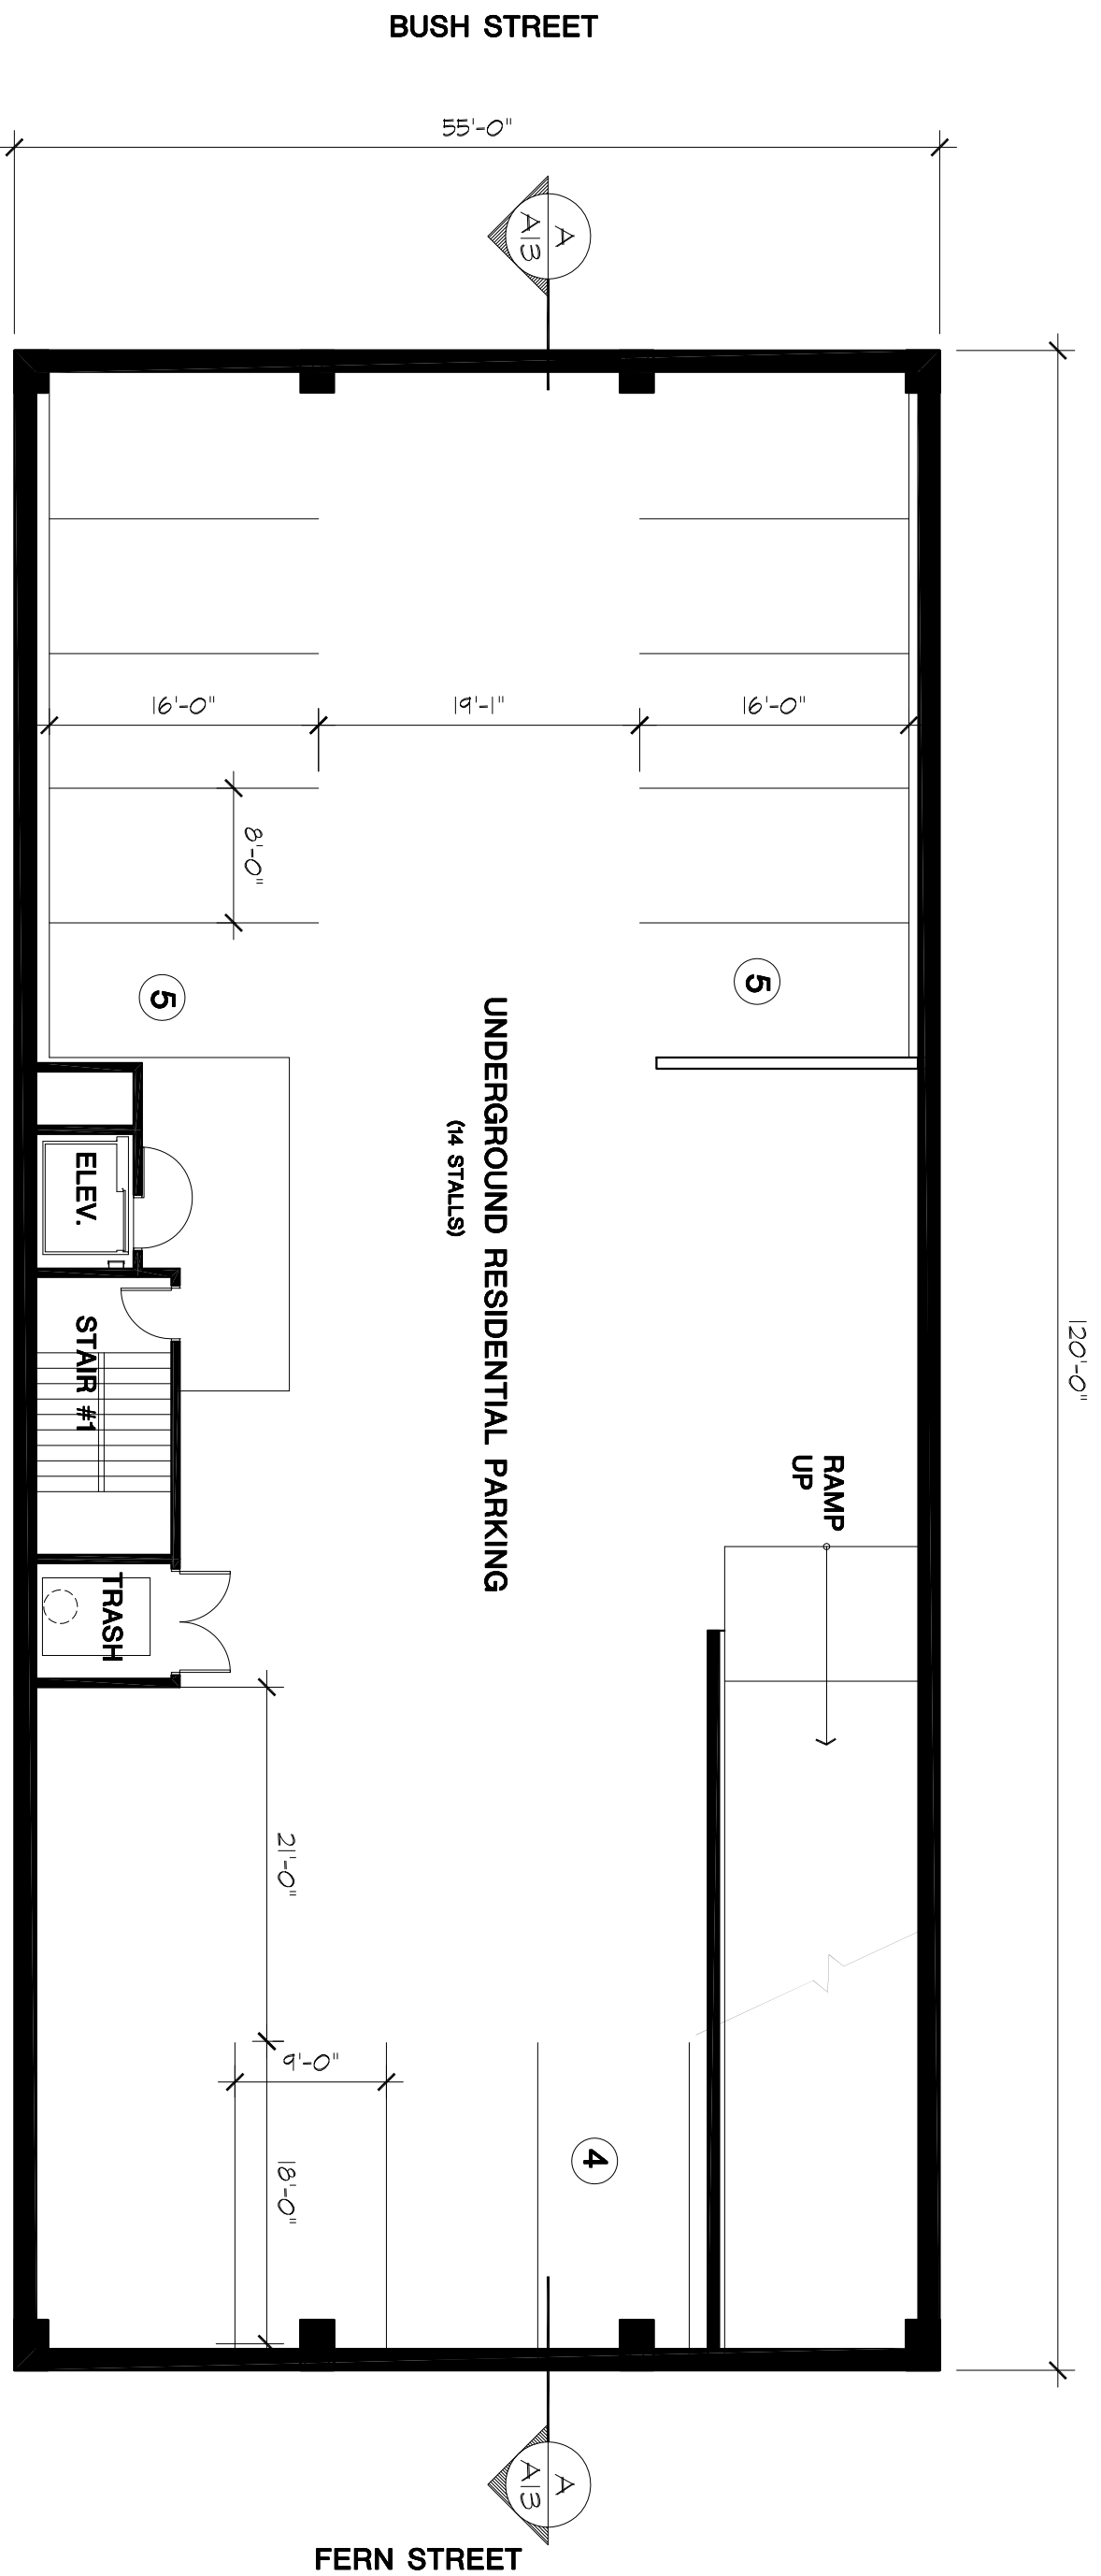 BUSH STREET
55'-0"
A
A13
120'-0"
16'-0"
19'-1"
16'-0"
8'-0"
5
5
UNDERGROUND RESIDENTIAL PARKING
(14 STALLS)
ELEV.
STAIR #1
RAMP
UP
TRASH
21'-0"
9'-0"
18'-0"
4
A
A13
FERN STREET